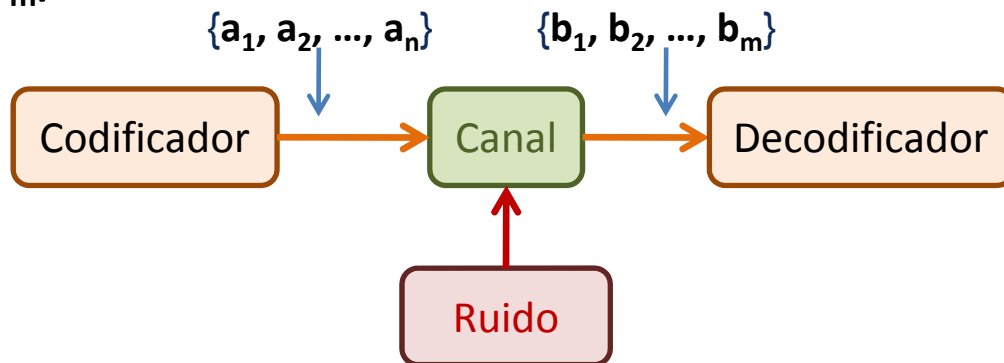 m.
{a1, a2, …, an} {b1, b2, …, bm}
Codificador Canal Decodificador
Ruido